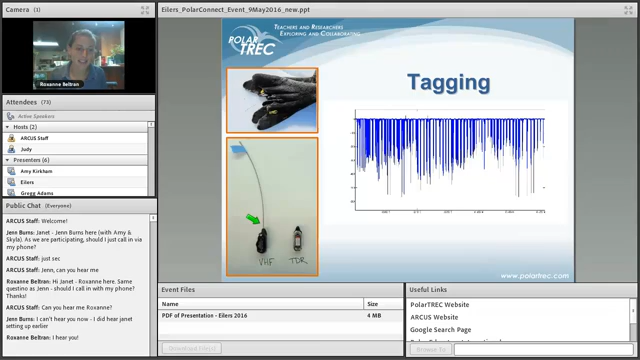 Camera 1
Eilers_PolarConnect_Event_9May2016_new.ppt
Roxanne Beltran
Attendees (73)
Active Speakers
Hosts (2)
ARCUS Staff
Judy
Presenters (6)
Amy Kirkham
Eilers
Gregg Adams
Public Chat (Everyone)
ARCUS Staff: Welcome!
Jenn Burns: Janet - Jenn Burns here (with Amy &
Skyla). As we are participating, should I just call in via
my phone?
ARCUS Staff: just sec
ARCUS Staff: Jenn, can you hear me
Roxanne Beltran: Hi Janet - Roxanne here. Same
question as Jenn - should I call in with my phone?
Thanks!
ARCUS Staff: Can you hear me Roxanne?
Jenn Burns: I can't hear you now - I did hear janet
setting up earlier
Roxanne Beltran: I hear you!
TEACHERS AND RESEARCHERS
EXPLORING AND COLLABORATING
POLAR
TREC
Tagging
VHF
TDR
www.polartrec.com
Event Files
Name
Size
PDF of Presentation - Eilers 2016
4 MB
Download File(s)
Useful Links
PolarTREC Website
ARCUS Website
Google Search Page
Browse To